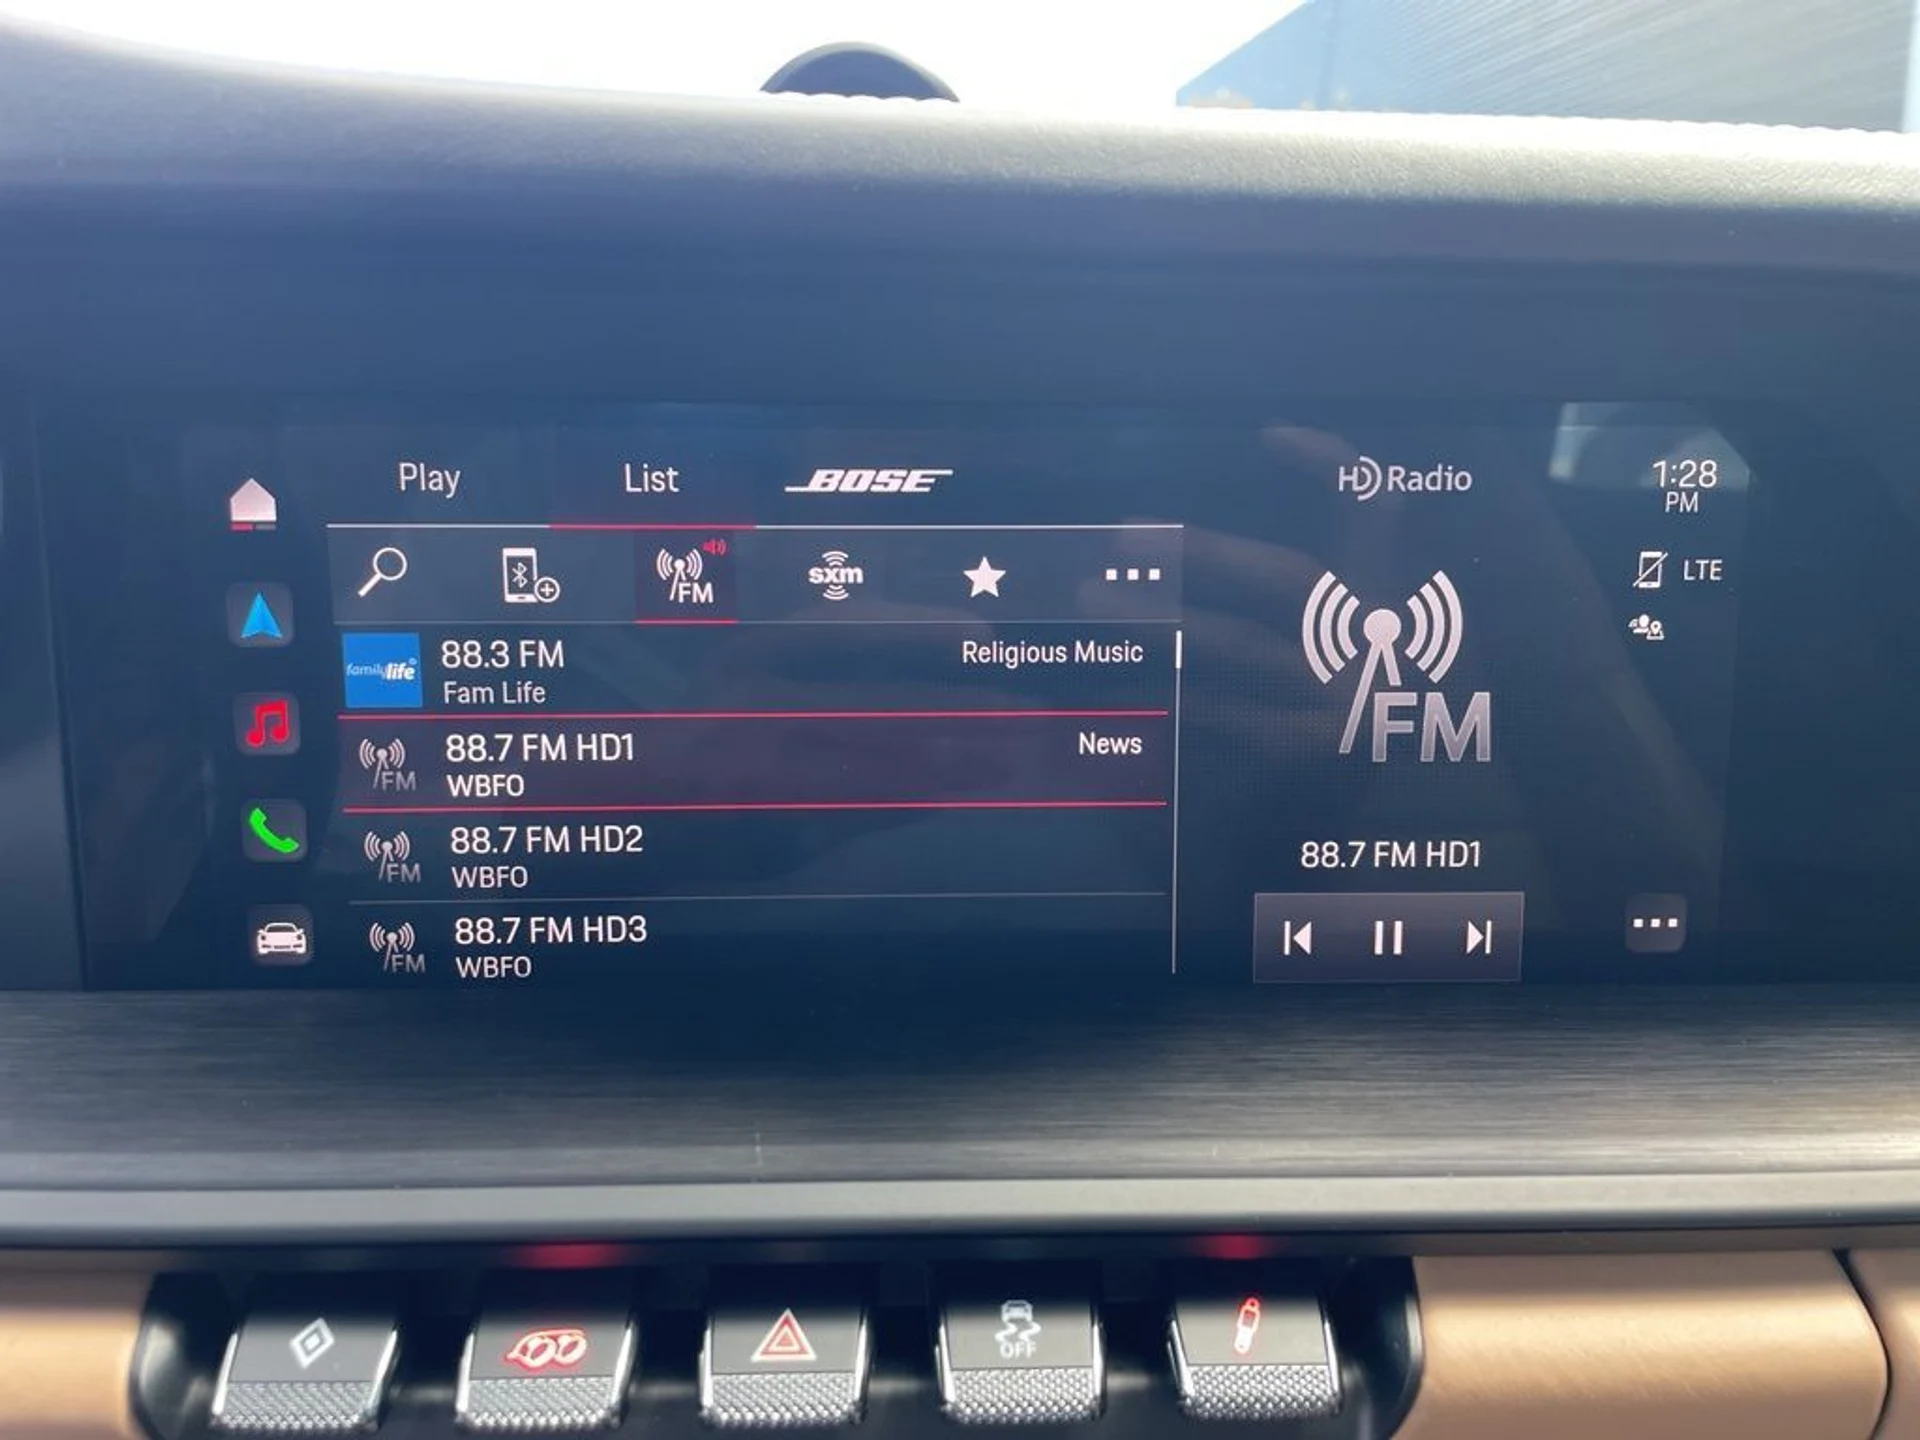 Play
List
BOSE
HD Radio
1:28
PM
FM
sxm
LTE
familylife
88.3 FM
Fam Life
Religious Music
FM
88.7 FM HD1
WBFO
News
FM
88.7 FM HD2
WBFO
FM
88.7 FM HD3
WBFO
FM
88.7 FM HD1
OFF